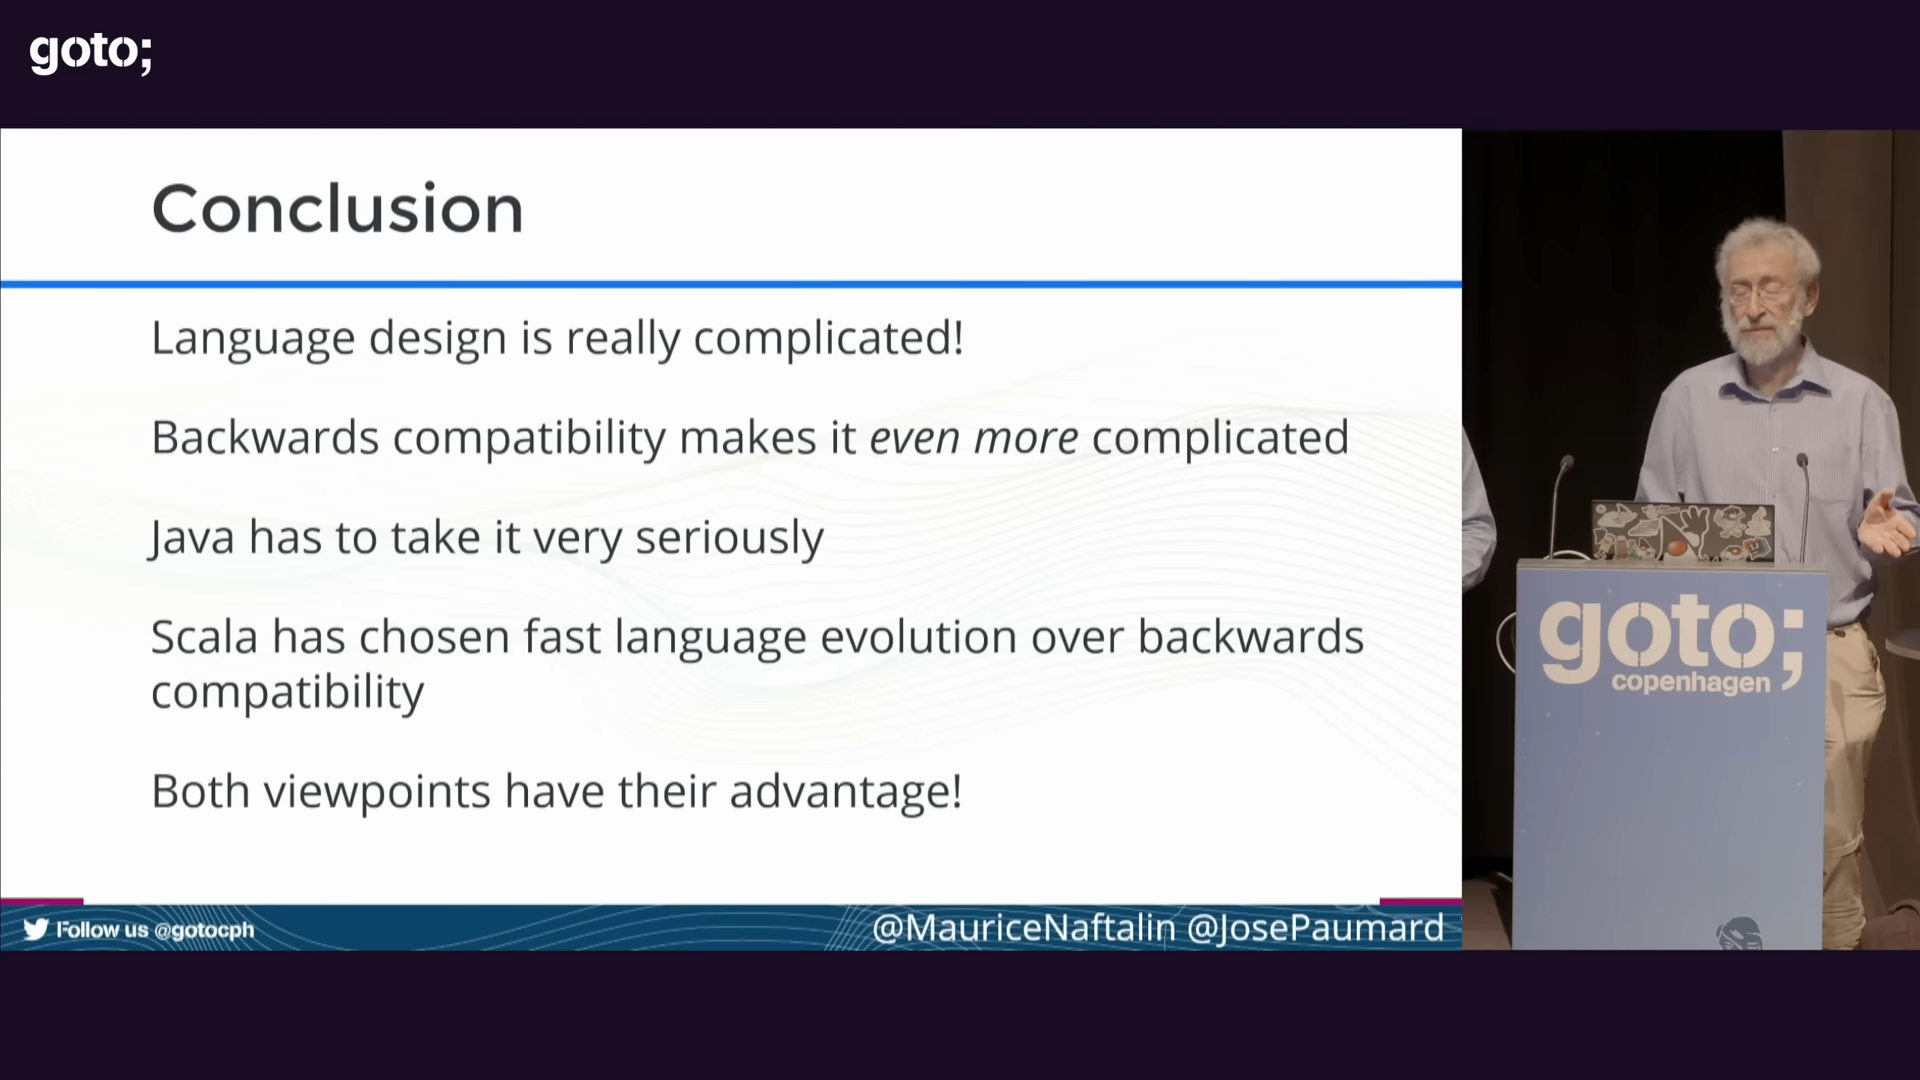 goto;
Conclusion
Language design is really complicated!
Backwards compatibility makes it even more complicated
Java has to take it very seriously
Scala has chosen fast language evolution over backwards
compatibility
Both viewpoints have their advantage!
Follow us @gotocph
@MauriceNaftalin @JosePaumard
goto;
copenhagen